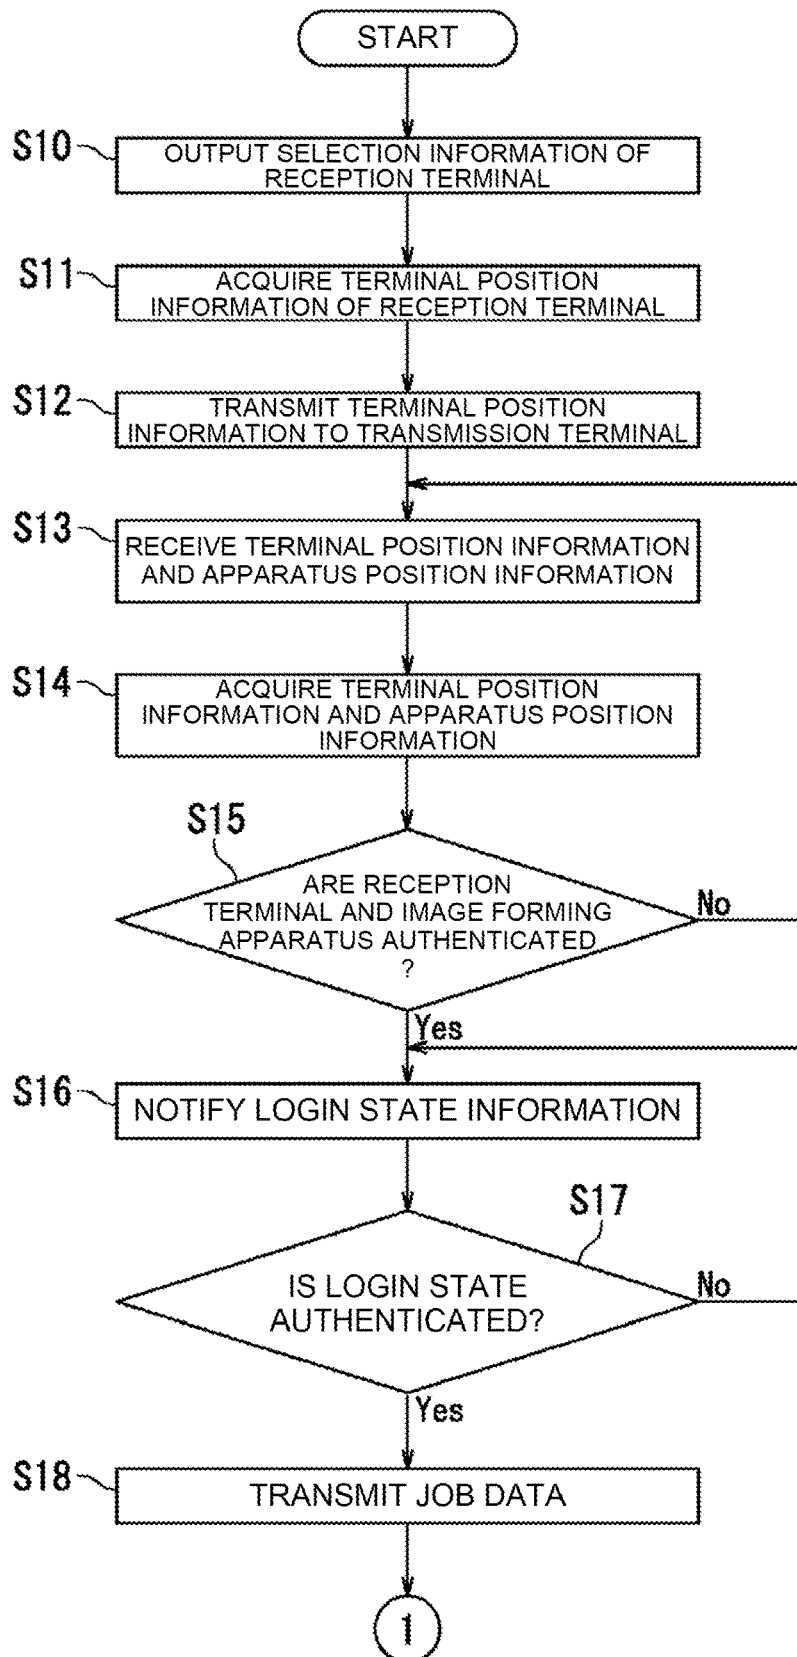 START
S10
OUTPUT SELECTION INFORMATION OF
RECEPTION TERMINAL
S11
ACQUIRE TERMINAL POSITION
INFORMATION OF RECEPTION TERMINAL
S12
TRANSMIT TERMINAL POSITION
INFORMATION TO TRANSMISSION TERMINAL
S13
RECEIVE TERMINAL POSITION INFORMATION
AND APPARATUS POSITION INFORMATION
S14
ACQUIRE TERMINAL POSITION
INFORMATION AND APPARATUS POSITION
INFORMATION
S15
ARE RECEPTION
TERMINAL AND IMAGE FORMING
APPARATUS AUTHENTICATED
?
No
Yes
S16
NOTIFY LOGIN STATE INFORMATION
S17
IS LOGIN STATE
AUTHENTICATED?
No
Yes
S18
TRANSMIT JOB DATA
1